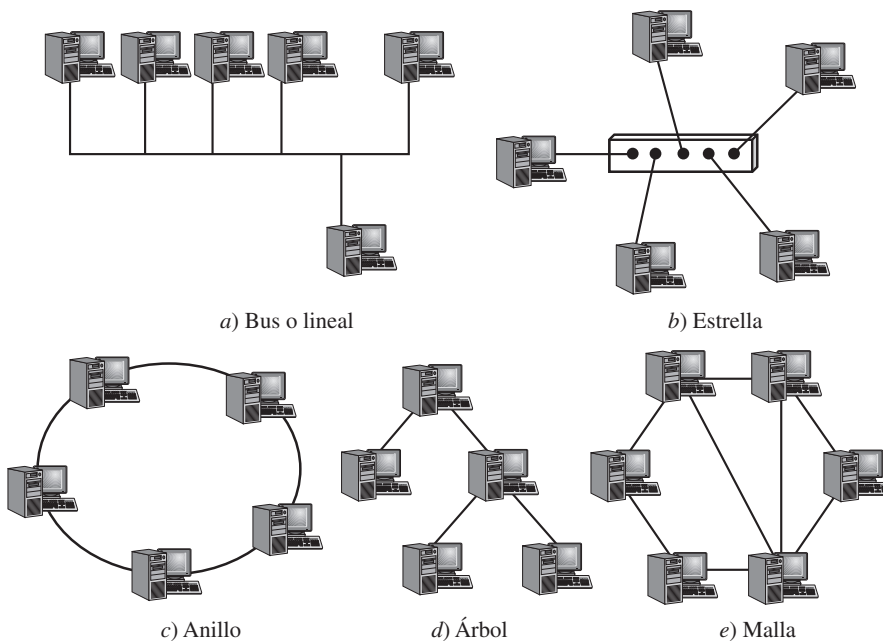 a) Bus o lineal
b) Estrella
c) Anillo
d) Árbol
e) Malla